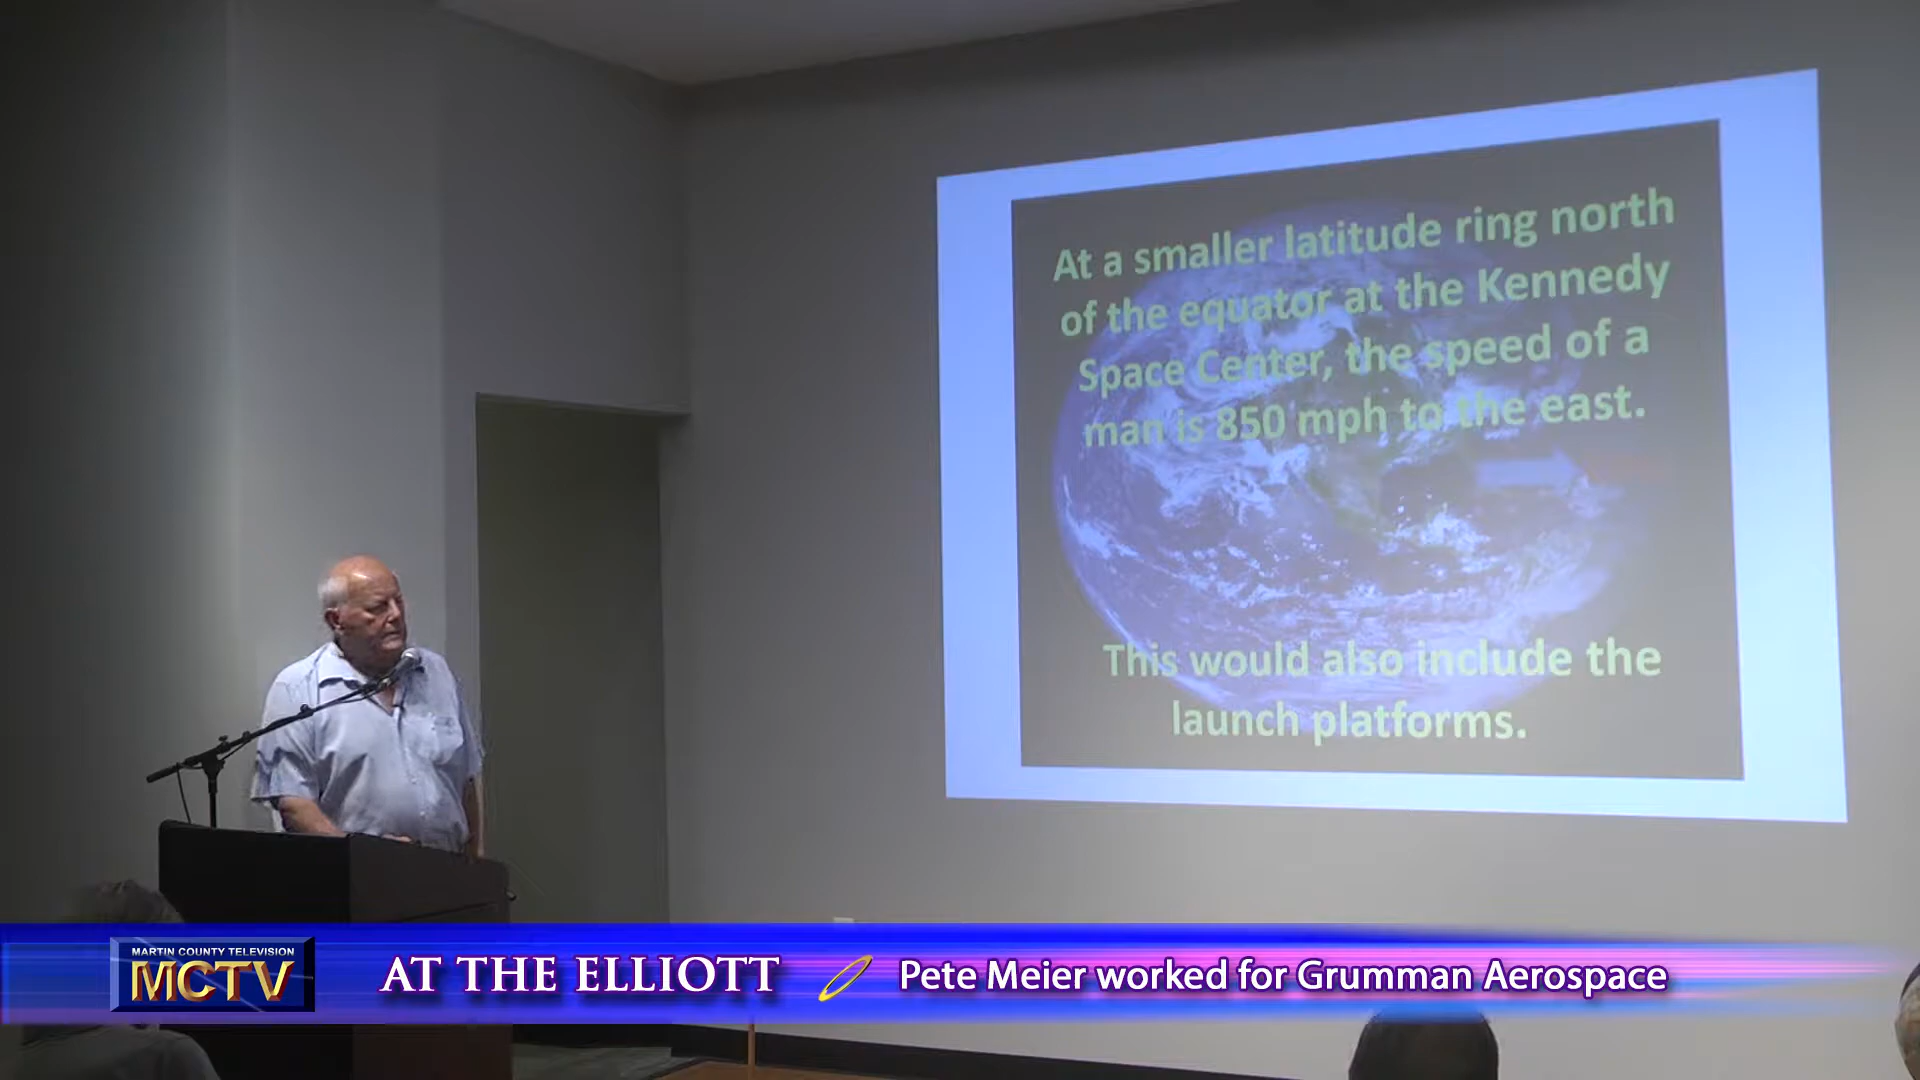 At a smaller latitude ring north
of the equator at the Kennedy
Space Center, the speed of a
man is 850 mph to the east.
This would also include the
launch platforms.
MARTIN COUNTY TELEVISION
MCTV
AT THE ELLIOTT
Pete Meier worked for Grumman Aerospace